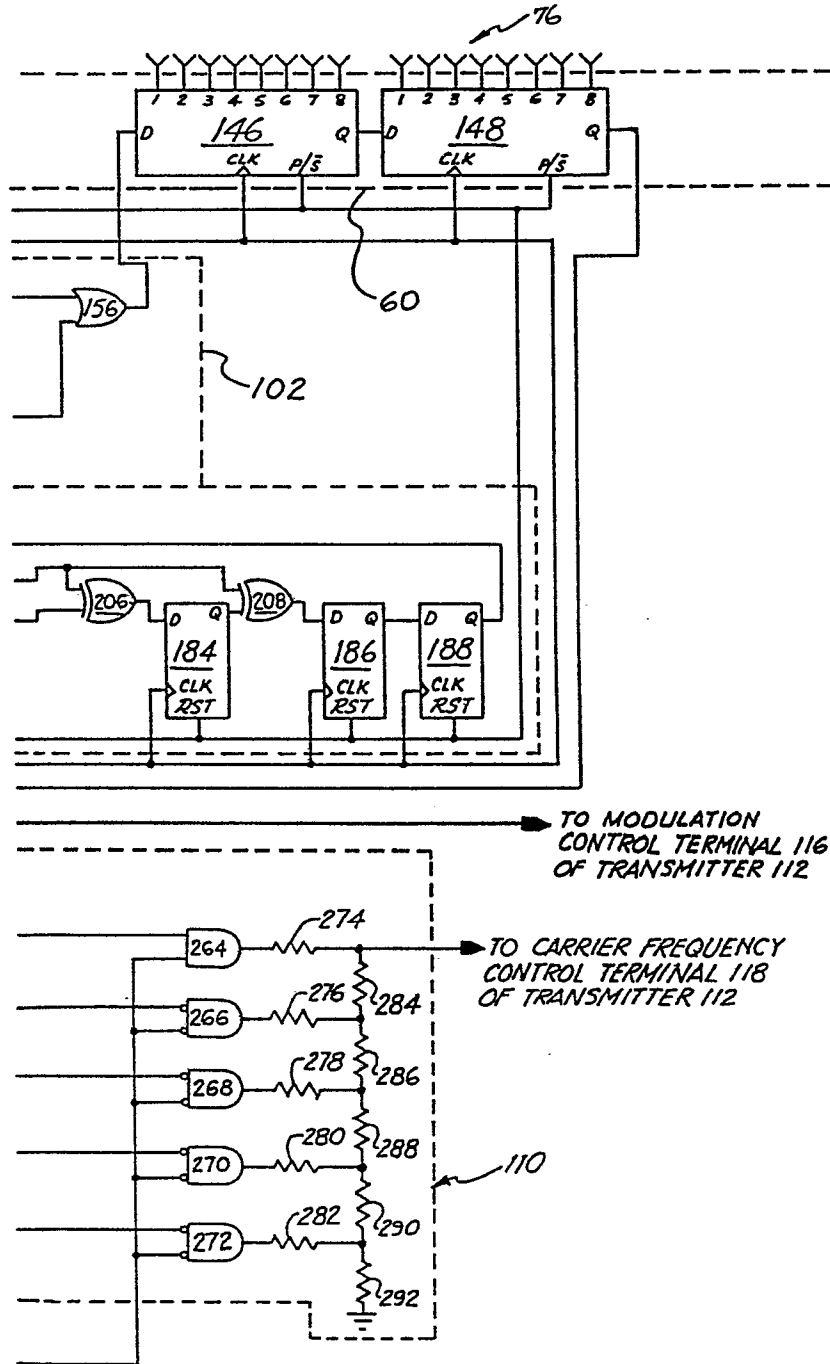 76
1 2 3 4 5 6 7 8
1 2 3 4 5 6 7 8
D 146 Q
CLK P/S̅
D 148 Q
CLK P/S̅
60
156
102
206
208
D Q
184
CLK
RST
D Q
186
CLK
RST
D Q
188
CLK
RST
TO MODULATION
CONTROL TERMINAL 116
OF TRANSMITTER 112
264
274
TO CARRIER FREQUENCY
CONTROL TERMINAL 118
OF TRANSMITTER 112
284
266
276
286
268
278
288
270
280
110
290
272
282
292